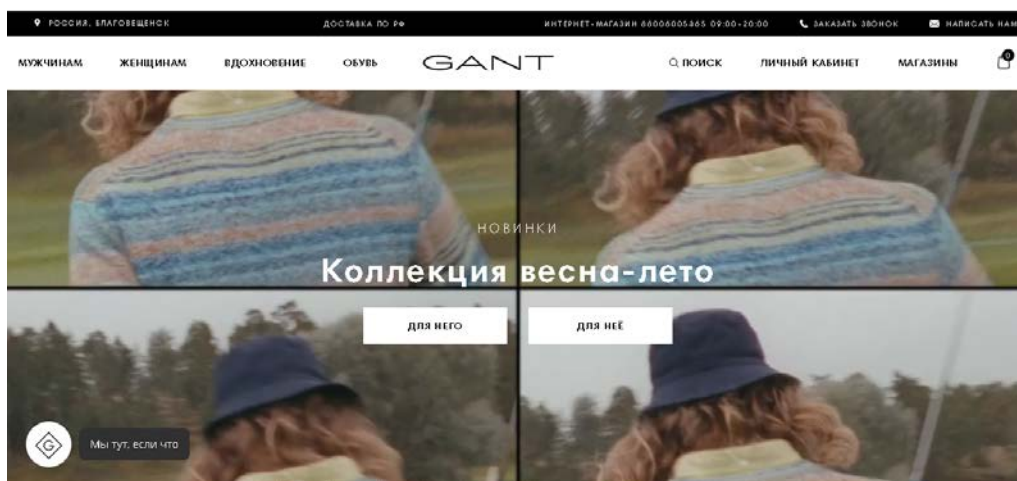 РОССИЯ, БЛАГОВЕЩЕНСК ДОСТАВКА ПО РФ ИНТЕРНЕТ-МАГАЗИН 88006005365 09:00-20:00 ЗАКАЗАТЬ ЗВОНОК НАПИСАТЬ НАМ
МУЖЧИНАМ ЖЕНЩИНАМ ВДОХНОВЕНИЕ ОБУВЬ GANT ПОИСК ЛИЧНЫЙ КАБИНЕТ МАГАЗИНЫ 0
НОВИНКИ
Коллекция весна-лето
ДЛЯ НЕГО ДЛЯ НЕЁ
G Мы тут, если что